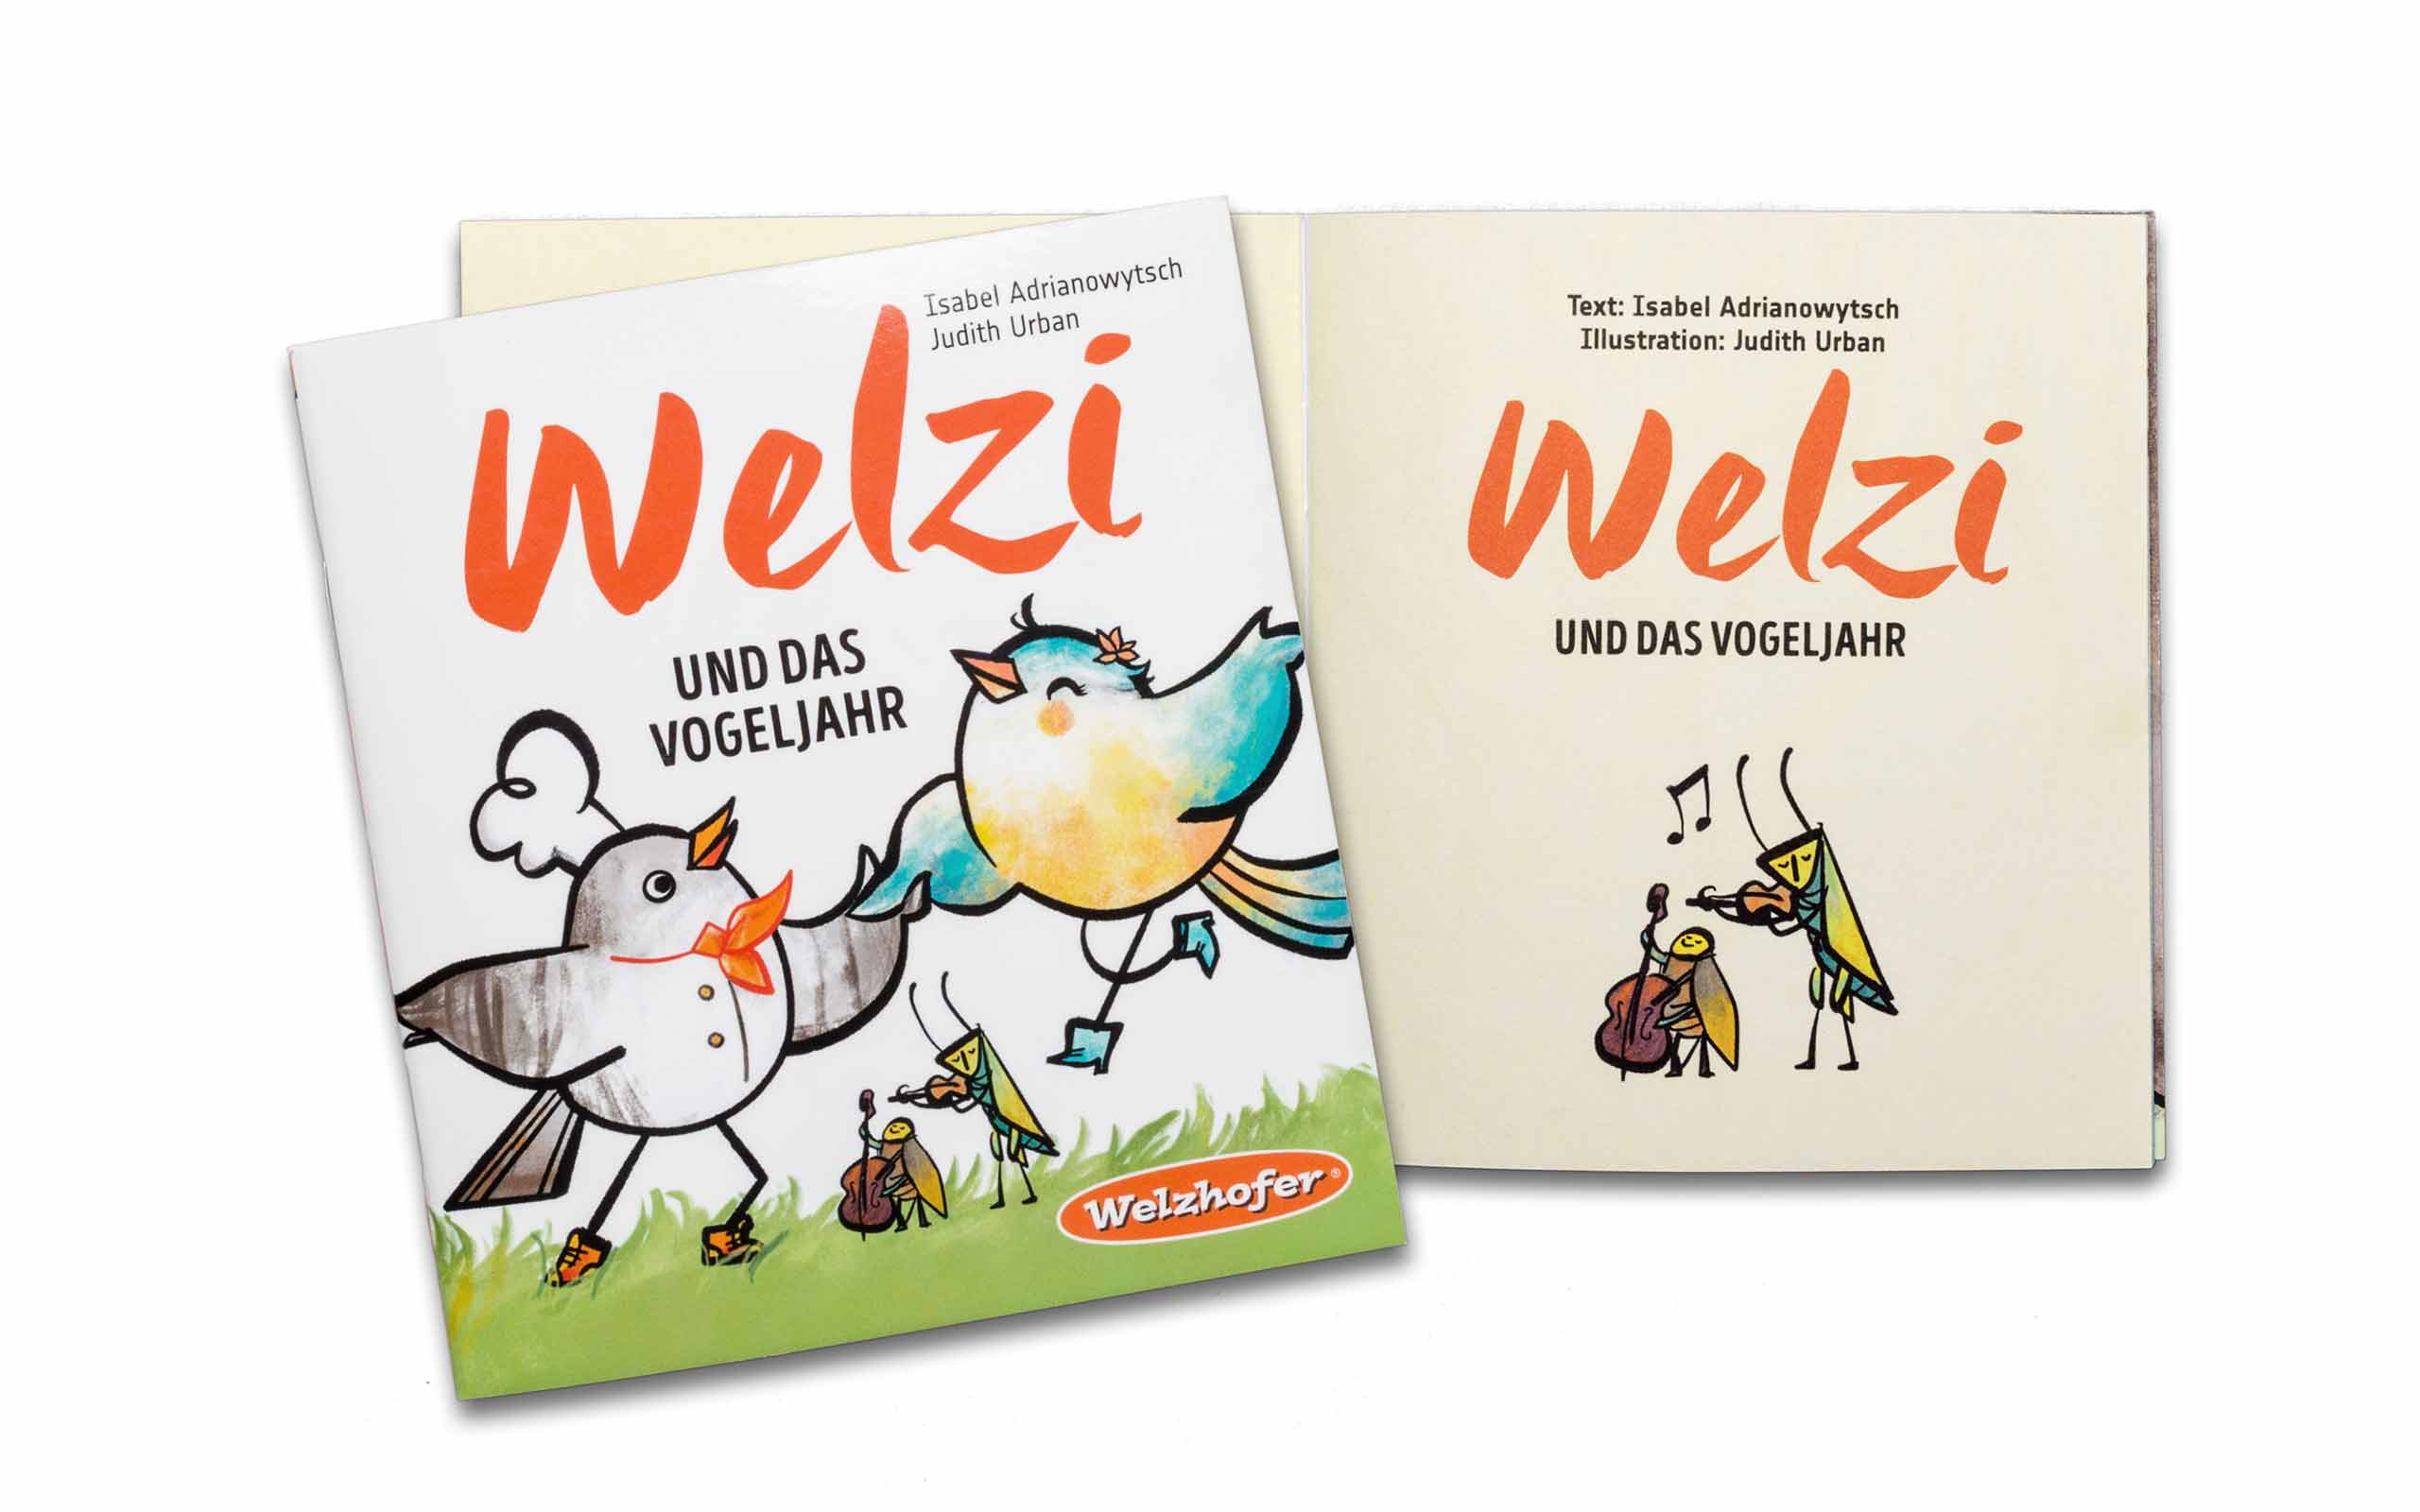 Isabel Adrianowytsch
Judith Urban
Welzi
UND DAS
VOGELJAHR
Welzhofer®
Text: Isabel Adrianowytsch
Illustration: Judith Urban
Welzi
UND DAS VOGELJAHR